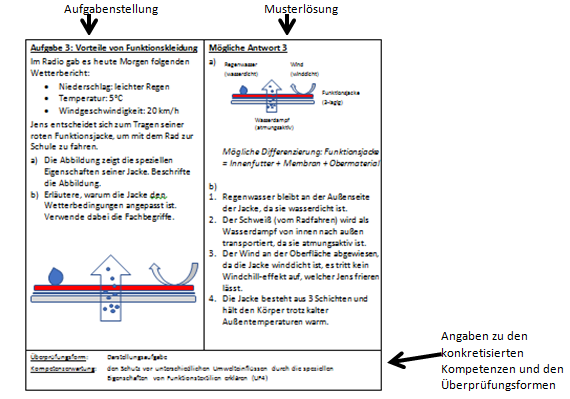 Aufgabenstellung
Musterlösung
Aufgabe 3: Vorteile von Funktionskleidung
Im Radio gab es heute Morgen folgenden
Wetterbericht:
• Niederschlag: leichter Regen
• Temperatur: 5°C
• Windgeschwindigkeit: 20 km/h
Jens entscheidet sich zum Tragen seiner
roten Funktionsjacke, um mit dem Rad zur
Schule zu fahren.
a) Die Abbildung zeigt die speziellen
Eigenschaften seiner Jacke. Beschrifte
die Abbildung.
b) Erläutere, warum die Jacke den
Wetterbedingungen angepasst ist.
Verwende dabei die Fachbegriffe.
Mögliche Antwort 3
a)
Regenwasser
(wasserdicht)
Wind
(winddicht)
Funktionsjacke
(3-lagig)
Wasserdampf
(atmungsaktiv)
Mögliche Differenzierung: Funktionsjacke
= Innenfutter + Membran + Obermaterial
b)
1. Regenwasser bleibt an der Außenseite
der Jacke, da sie wasserdicht ist.
2. Der Schweiß (vom Radfahren) wird als
Wasserdampf von innen nach außen
transportiert, da sie atmungsaktiv ist.
3. Der Wind an der Oberfläche abgewiesen,
da die Jacke winddicht ist, es tritt kein
Windchill-effekt auf, welcher Jens frieren
lässt.
4. Die Jacke besteht aus 3 Schichten und
hält den Körper trotz kalter
Außentemperaturen warm.
Überprüfungsform: Darstellungsaufgabe
Kompetenzerwartung: den Schutz vor unterschiedlichen Umwelteinflüssen durch die speziellen
Eigenschaften von Funktionstextilien erklären (UF4)
Angaben zu den
konkretisierten
Kompetenzen und den
Überprüfungsformen